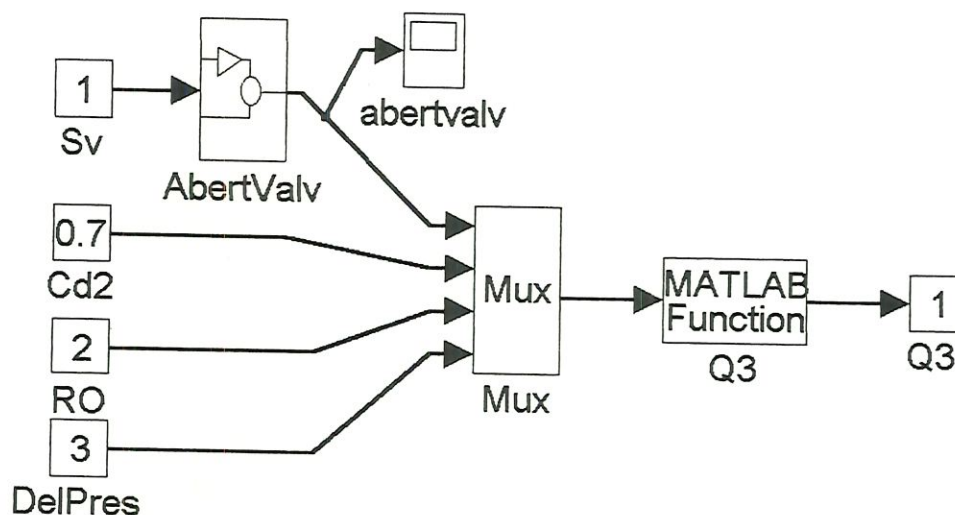 1
Sv
AbertValv
abertvalv
0.7
Cd2
2
RO
3
DelPres
Mux
Mux
MATLAB
Function
Q3
1
Q3